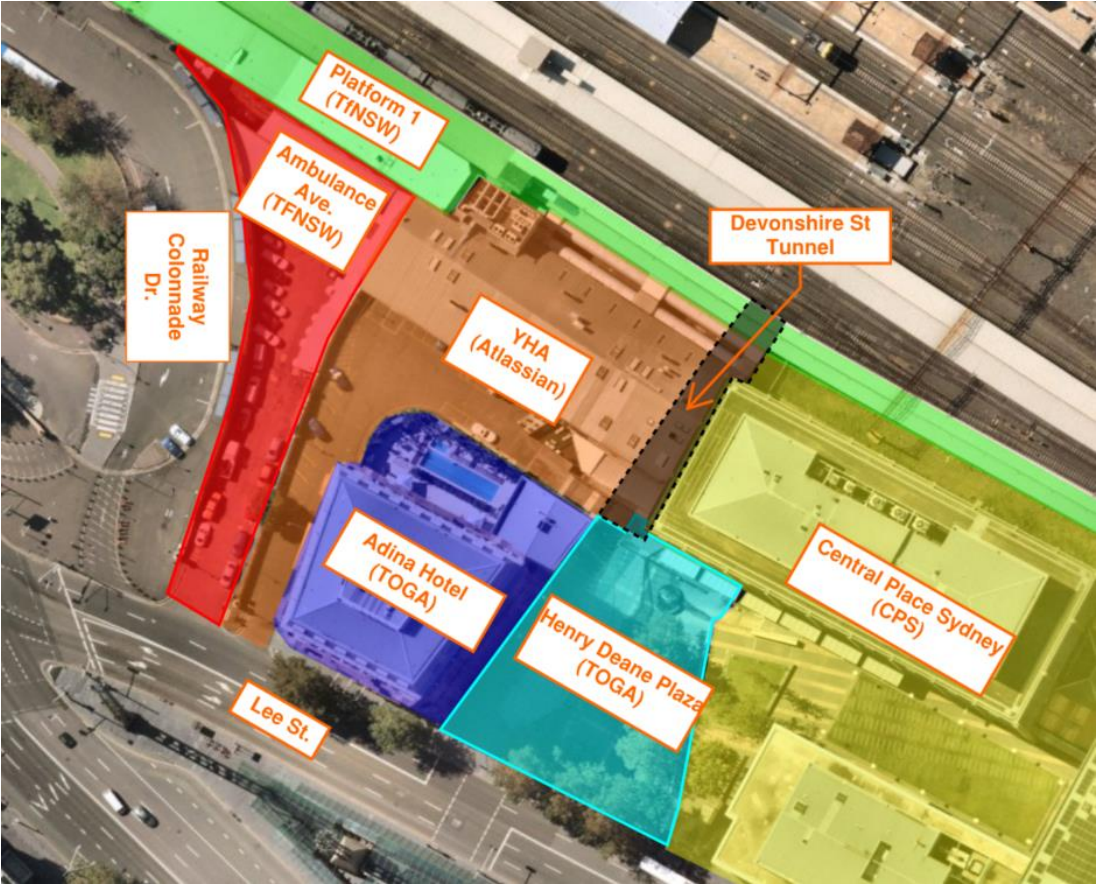 Platform 1
(TfNSW)
Ambulance
Ave.
(TFNSW)
Railway
Colonnade
Dr.
Devonshire St
Tunnel
YHA
(Atlassian)
Adina Hotel
(TOGA)
Central Place Sydney
(CPS)
Henry Deane Plaza
(TOGA)
Lee St.